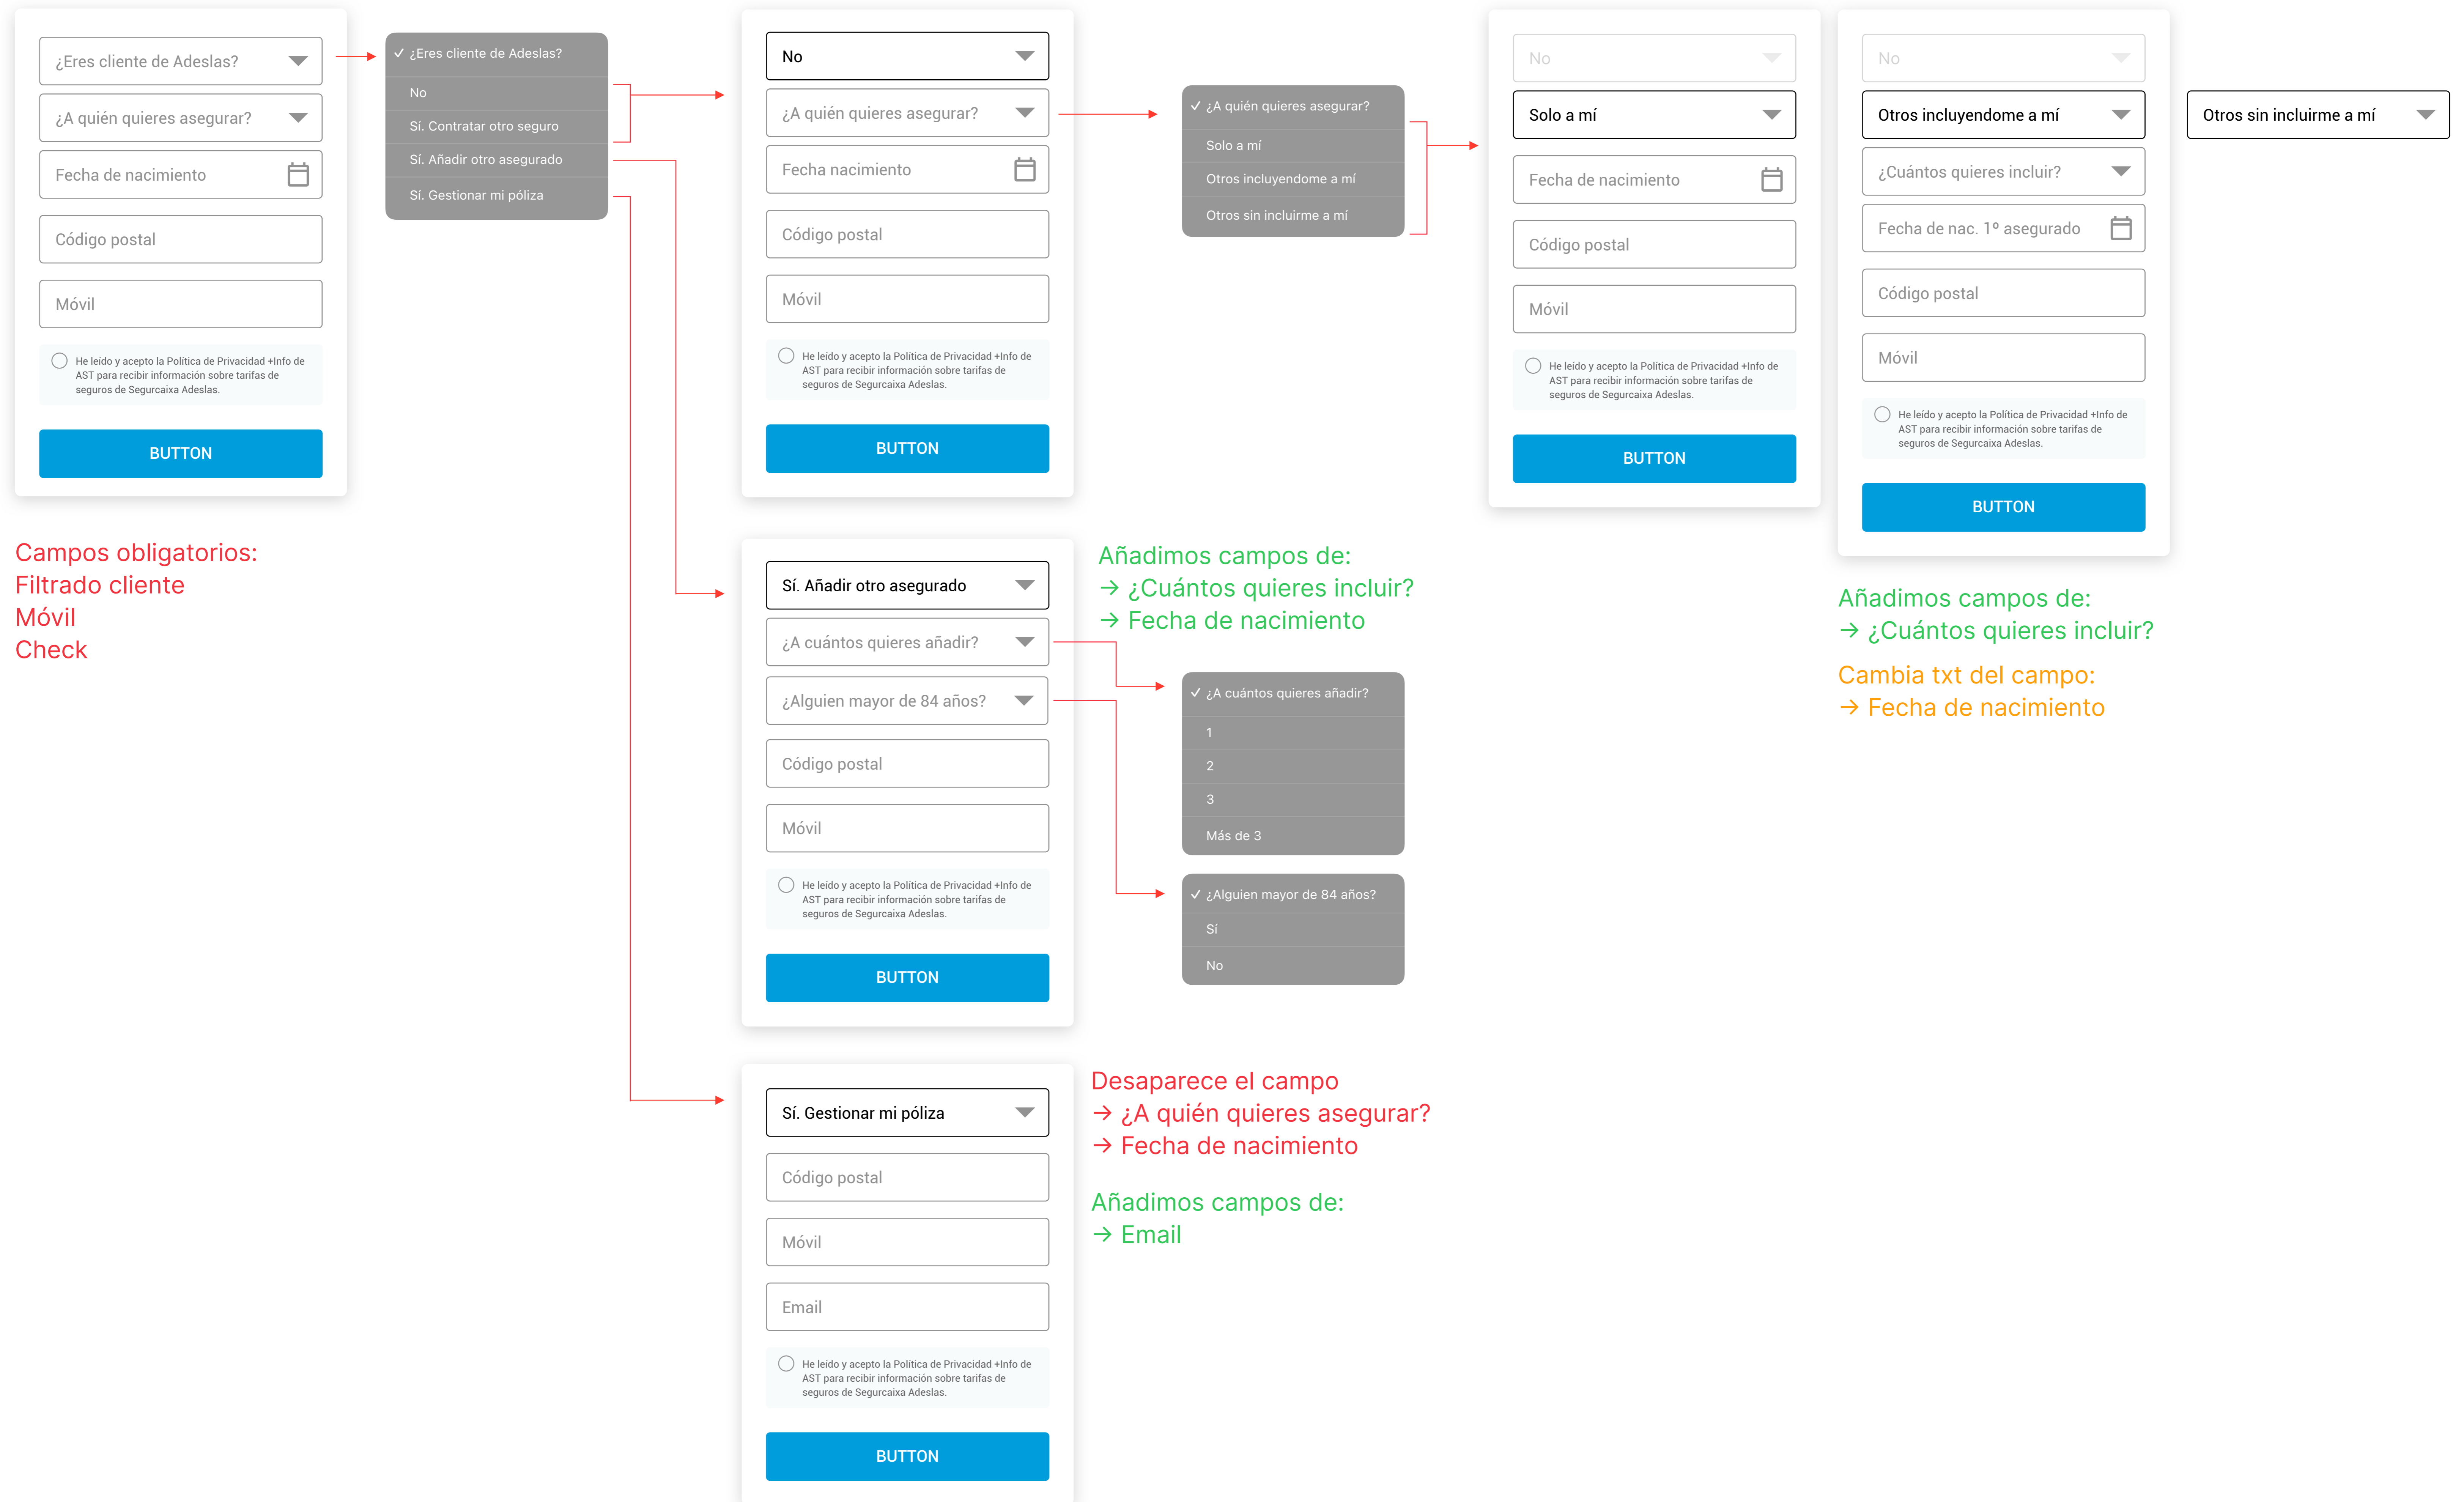 ¿Eres cliente de Adeslas?
¿A quién quieres asegurar?
Fecha de nacimiento
Código postal
Móvil
He leído y acepto la Política de Privacidad +Info de
AST para recibir información sobre tarifas de
seguros de Segurcaixa Adeslas.
BUTTON
Campos obligatorios:
Filtrado cliente
Móvil
Check
✓ ¿Eres cliente de Adeslas?
No
Sí. Contratar otro seguro
Sí. Añadir otro asegurado
Sí. Gestionar mi póliza
No
¿A quién quieres asegurar?
Fecha nacimiento
Código postal
Móvil
He leído y acepto la Política de Privacidad +Info de
AST para recibir información sobre tarifas de
seguros de Segurcaixa Adeslas.
BUTTON
✓ ¿A quién quieres asegurar?
Solo a mí
Otros incluyendome a mí
Otros sin incluirme a mí
No
Solo a mí
Fecha de nacimiento
Código postal
Móvil
He leído y acepto la Política de Privacidad +Info de
AST para recibir información sobre tarifas de
seguros de Segurcaixa Adeslas.
BUTTON
No
Otros incluyendome a mí
¿Cuántos quieres incluir?
Fecha de nac. 1º asegurado
Código postal
Móvil
He leído y acepto la Política de Privacidad +Info de
AST para recibir información sobre tarifas de
seguros de Segurcaixa Adeslas.
BUTTON
Otros sin incluirme a mí
Añadimos campos de:
→ ¿Cuántos quieres incluir?
Cambia txt del campo:
→ Fecha de nacimiento
Sí. Añadir otro asegurado
¿A cuántos quieres añadir?
¿Alguien mayor de 84 años?
Código postal
Móvil
He leído y acepto la Política de Privacidad +Info de
AST para recibir información sobre tarifas de
seguros de Segurcaixa Adeslas.
BUTTON
Añadimos campos de:
→ ¿Cuántos quieres incluir?
→ Fecha de nacimiento
✓ ¿A cuántos quieres añadir?
1
2
3
Más de 3
✓ ¿Alguien mayor de 84 años?
Sí
No
Sí. Gestionar mi póliza
Código postal
Móvil
Email
He leído y acepto la Política de Privacidad +Info de
AST para recibir información sobre tarifas de
seguros de Segurcaixa Adeslas.
BUTTON
Desaparece el campo
→ ¿A quién quieres asegurar?
→ Fecha de nacimiento
Añadimos campos de:
→ Email